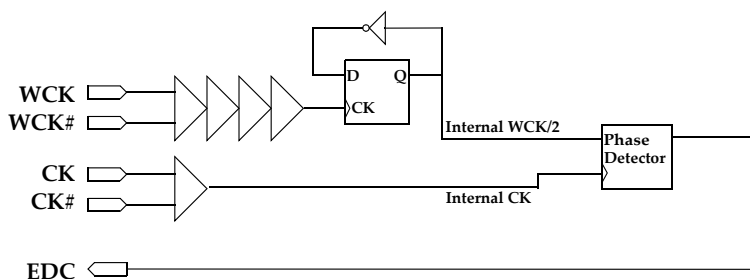 D
Q
WCK
CK
WCK#
Internal WCK/2
Phase
Detector
CK
CK#
Internal CK
EDC